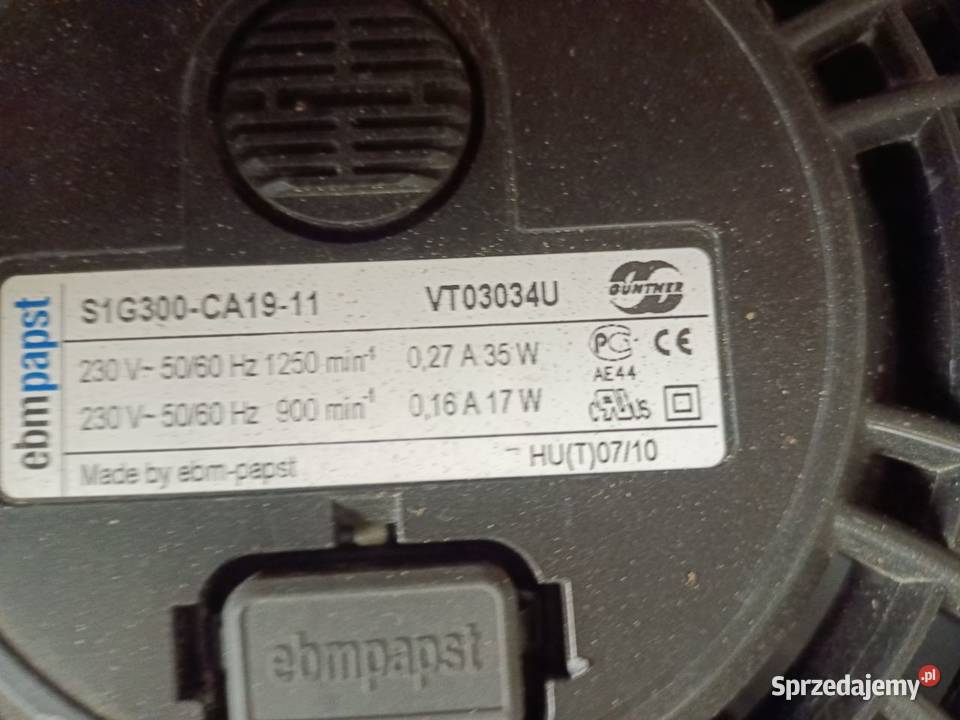 ebmpapst
S1G300-CA19-11 VT03034U GÜNTNER
230 V~ 50/60 Hz 1250 min-1 0,27 A 35 W
AE44
CE
230 V~ 50/60 Hz 900 min-1 0,16 A 17 W
Made by ebm-papst HU(T)07/10
ebmpapst
Sprzedajemy.pl